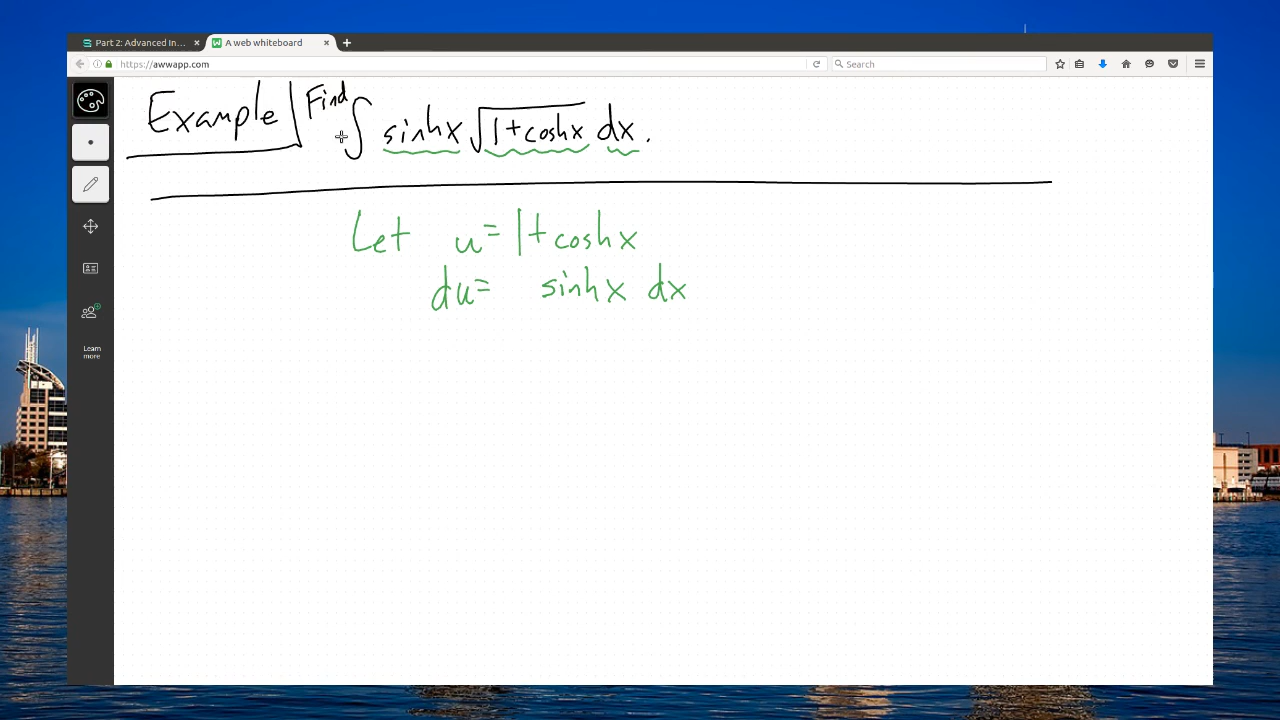 Part 2: Advanced In... × A web whiteboard × +
https://awwapp.com Search
Example Find ∫ sinhx √1+coshx dx.
Let u= 1+coshx
du= sinhx dx
Learn
more